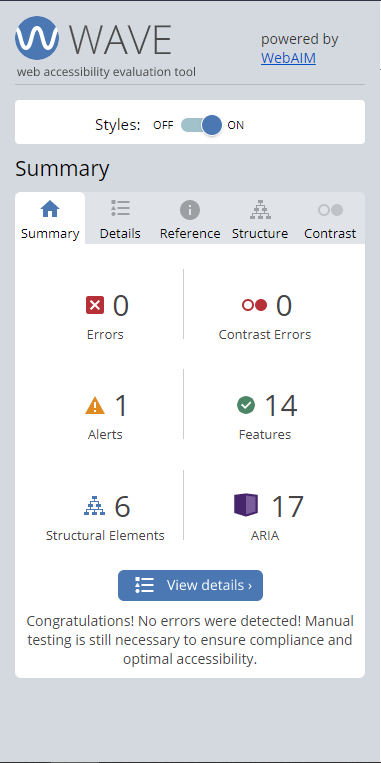 WAVE
web accessibility evaluation tool
powered by
WebAIM
Styles: OFF ON
Summary
Summary Details Reference Structure Contrast
0
Errors
0
Contrast Errors
1
Alerts
14
Features
6
Structural Elements
17
ARIA
View details ›
Congratulations! No errors were detected! Manual
testing is still necessary to ensure compliance and
optimal accessibility.